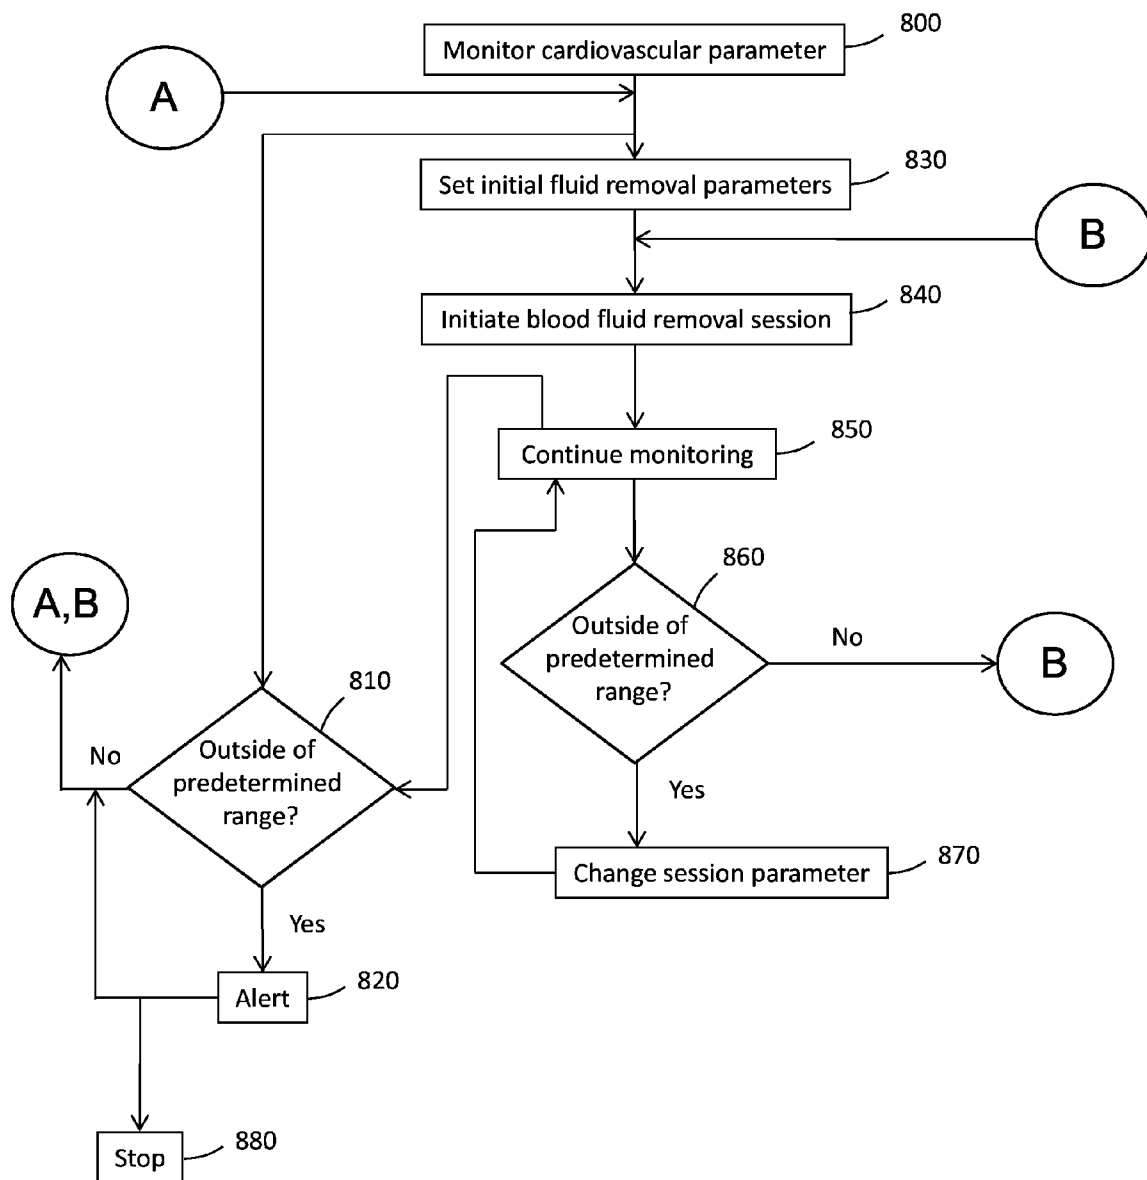 800
Monitor cardiovascular parameter
A
830
Set initial fluid removal parameters
B
840
Initiate blood fluid removal session
850
Continue monitoring
860
Outside of
predetermined
range?
No
B
A,B
810
No
Outside of
predetermined
range?
Yes
870
Change session parameter
Yes
820
Alert
880
Stop